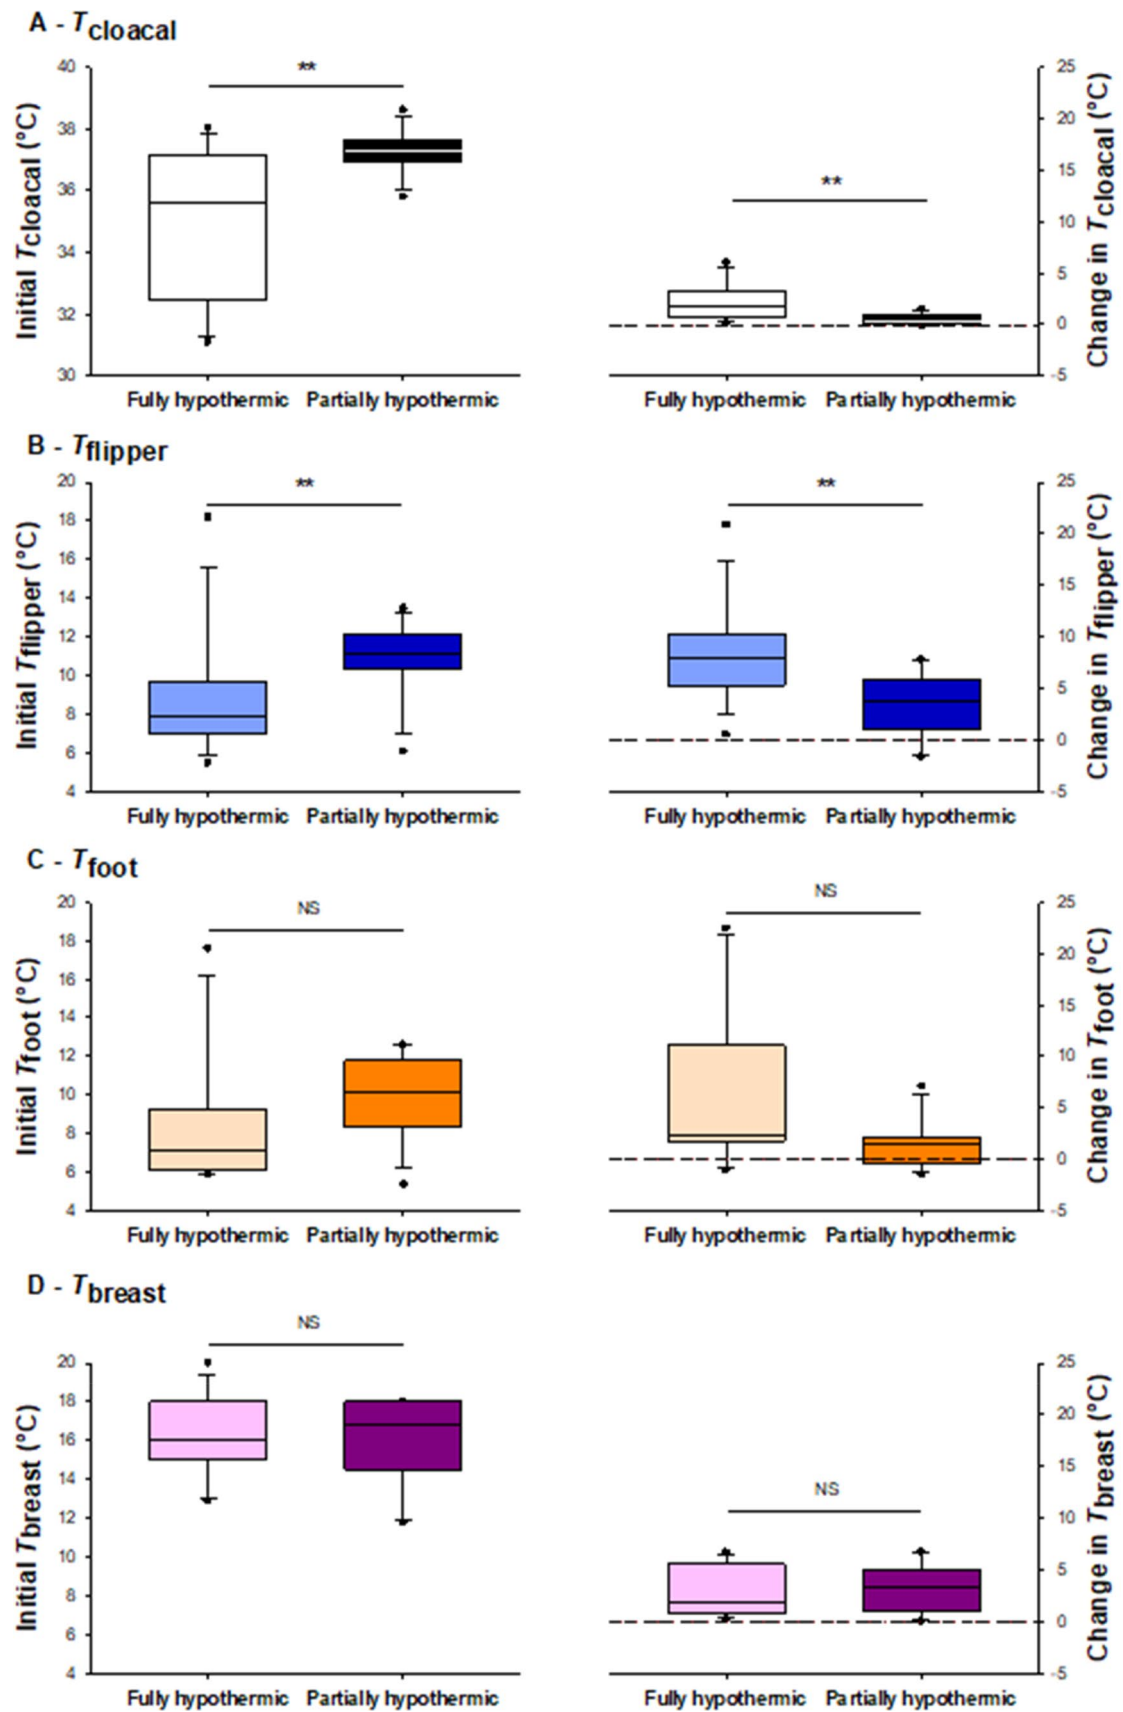 A - Tcloacal
Initial Tcloacal (°C)
40
38
36
34
32
30
**
Fully hypothermic Partially hypothermic
**
25
20
15
10
5
0
-5
Change in Tcloacal (°C)
Fully hypothermic Partially hypothermic
B - Tflipper
Initial Tflipper (°C)
20
18
16
14
12
10
8
6
4
**
Fully hypothermic Partially hypothermic
**
25
20
15
10
5
0
-5
Change in Tflipper (°C)
Fully hypothermic Partially hypothermic
C - Tfoot
Initial Tfoot (°C)
20
18
16
14
12
10
8
6
4
NS
Fully hypothermic Partially hypothermic
NS
25
20
15
10
5
0
-5
Change in Tfoot (°C)
Fully hypothermic Partially hypothermic
D - Tbreast
Initial Tbreast (°C)
20
18
16
14
12
10
8
6
4
NS
Fully hypothermic Partially hypothermic
NS
25
20
15
10
5
0
-5
Change in Tbreast (°C)
Fully hypothermic Partially hypothermic